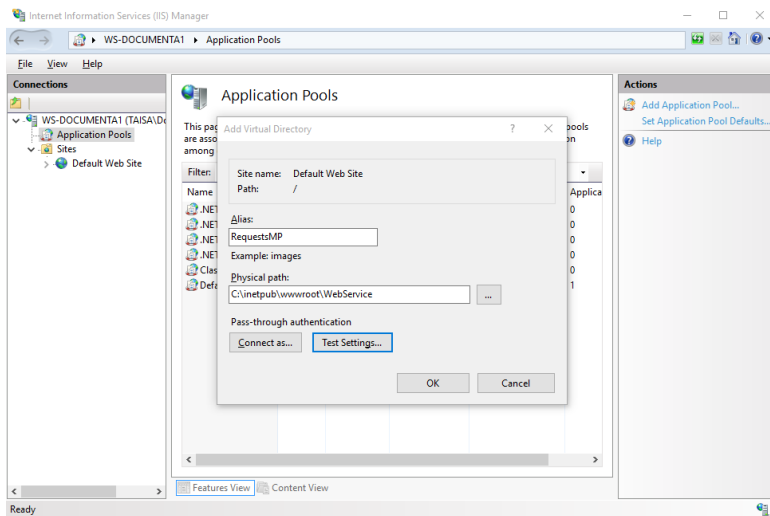 Internet Information Services (IIS) Manager
WS-DOCUMENTA1
Application Pools
File View Help
Connections
WS-DOCUMENTA1 (TAISA\Do
Application Pools
Sites
Default Web Site
Application Pools
This pag
pools
are asso
on
among
Filter:
Name
Applica
.NET
0
.NET
0
.NET
0
.NET
0
Clas
0
Defa
1
Add Virtual Directory
?
Site name: Default Web Site
Path: /
Alias:
RequestsMP
Example: images
Physical path:
C:\inetpub\wwwroot\WebService
...
Pass-through authentication
Connect as...
Test Settings...
OK
Cancel
Features View
Content View
Actions
Add Application Pool...
Set Application Pool Defaults...
Help
Ready